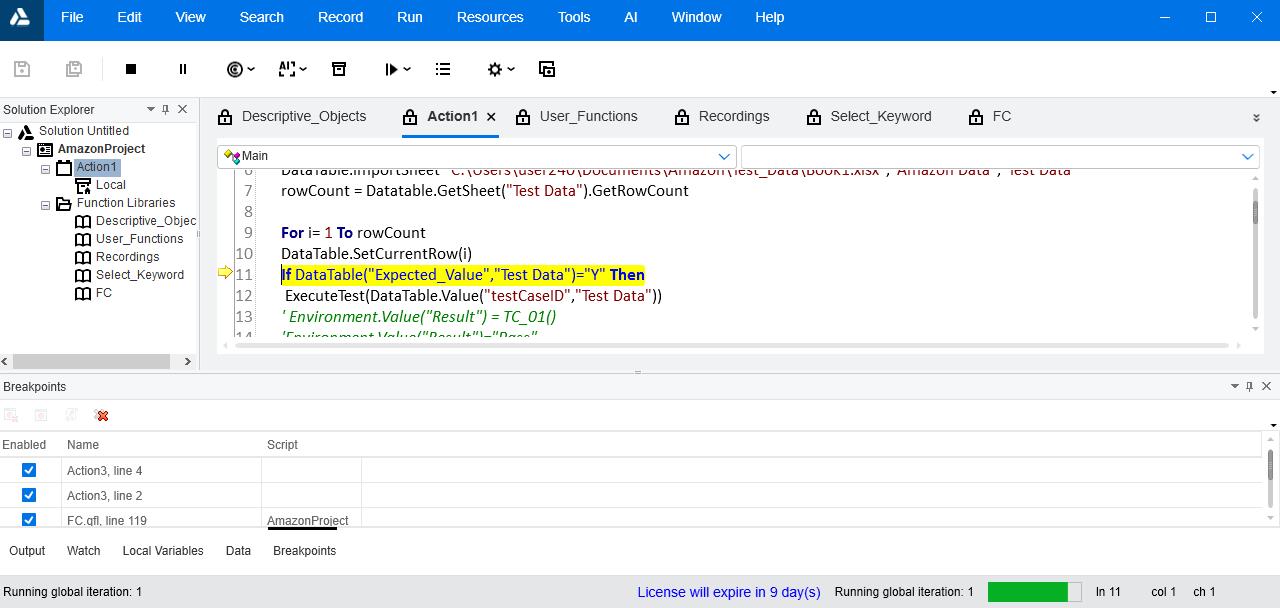 File Edit View Search Record Run Resources Tools AI Window Help
Solution Explorer
Solution Untitled
AmazonProject
Action1
Local
Function Libraries
Descriptive_Objec
User_Functions
Recordings
Select_Keyword
FC
Descriptive_Objects Action1 User_Functions Recordings Select_Keyword FC
Main
6 DataTable.ImportSheet "C:\Users\user240\Documents\Amazon\Test_Data\Book1.xlsx","Amazon Data","Test Data"
7 rowCount = Datatable.GetSheet("Test Data").GetRowCount
8
9 For i= 1 To rowCount
10 DataTable.SetCurrentRow(i)
11 If DataTable("Expected_Value","Test Data")="Y" Then
12 ExecuteTest(DataTable.Value("testCaseID","Test Data"))
13 ' Environment.Value("Result") = TC_01()
14 'Environment.Value("Result")="Pass"
Breakpoints
Enabled Name Script
Action3, line 4
Action3, line 2
FC.qfl, line 119 AmazonProject
Output Watch Local Variables Data Breakpoints
Running global iteration: 1 License will expire in 9 day(s) Running global iteration: 1 ln 11 col 1 ch 1